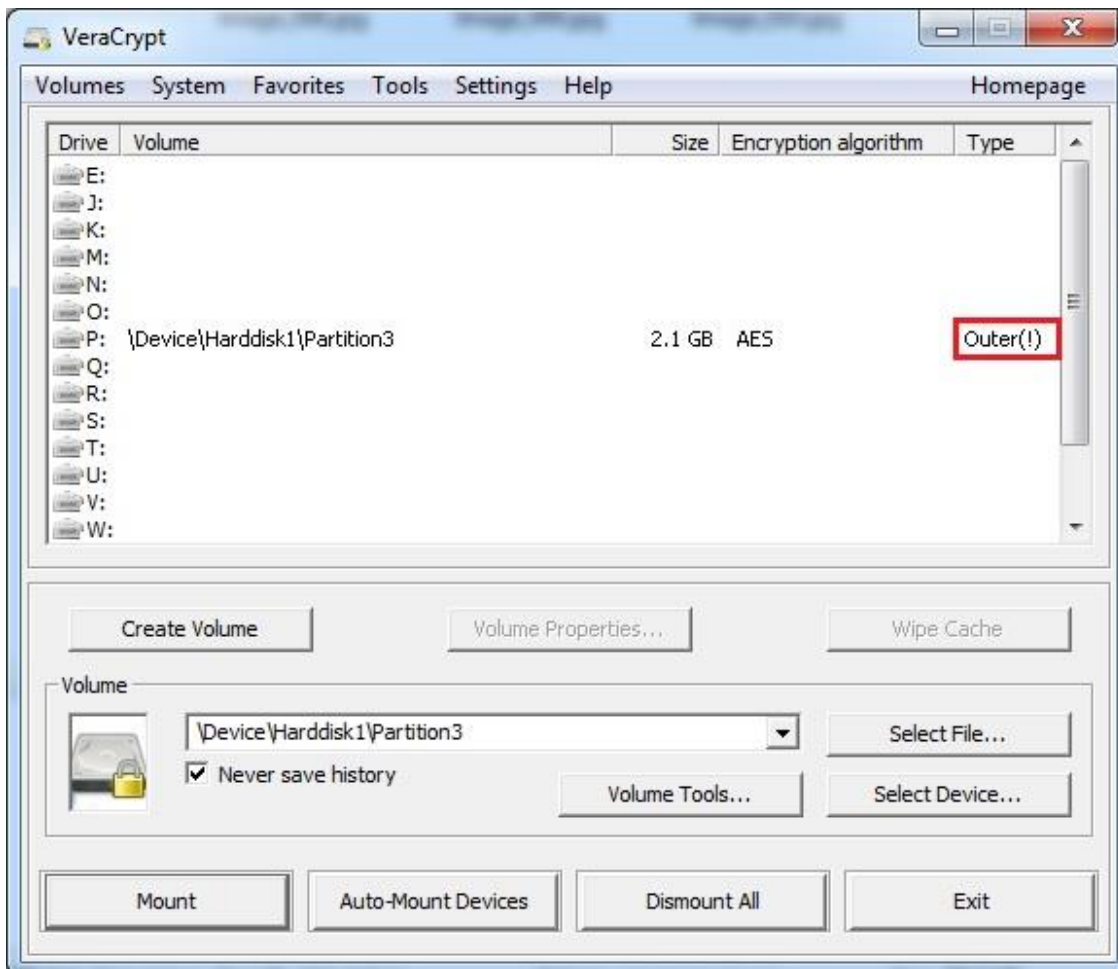 VeraCrypt
Volumes System Favorites Tools Settings Help Homepage
Drive Volume Size Encryption algorithm Type
E:
J:
K:
M:
N:
O:
P: \Device\Harddisk1\Partition3 2.1 GB AES Outer(!)
Q:
R:
S:
T:
U:
V:
W:
Create Volume Volume Properties... Wipe Cache
Volume
\Device\Harddisk1\Partition3 Select File...
Never save history
Volume Tools... Select Device...
Mount Auto-Mount Devices Dismount All Exit